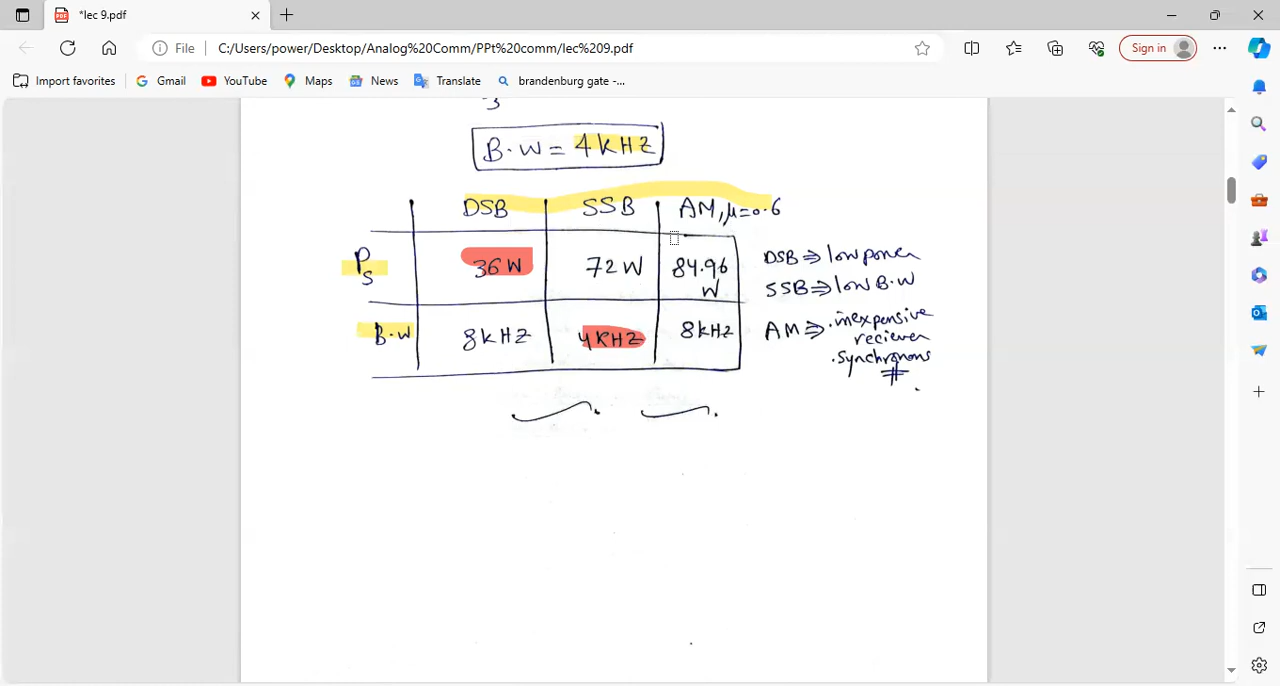 *lec 9.pdf
File
C:/Users/power/Desktop/Analog%20Comm/PPt%20comm/lec%209.pdf
Sign in
Import favorites
Gmail
YouTube
Maps
News
Translate
brandenburg gate -...
B.W = 4 KHZ
DSB SSB AM, μ=0.6
Ps 36 W 72 W 84.96 W
B.W 8 KHZ 4 KHZ 8 KHZ
DSB ⇒ low power
SSB ⇒ low B.W
AM ⇒ . inexpensive
reciever
. synchronous